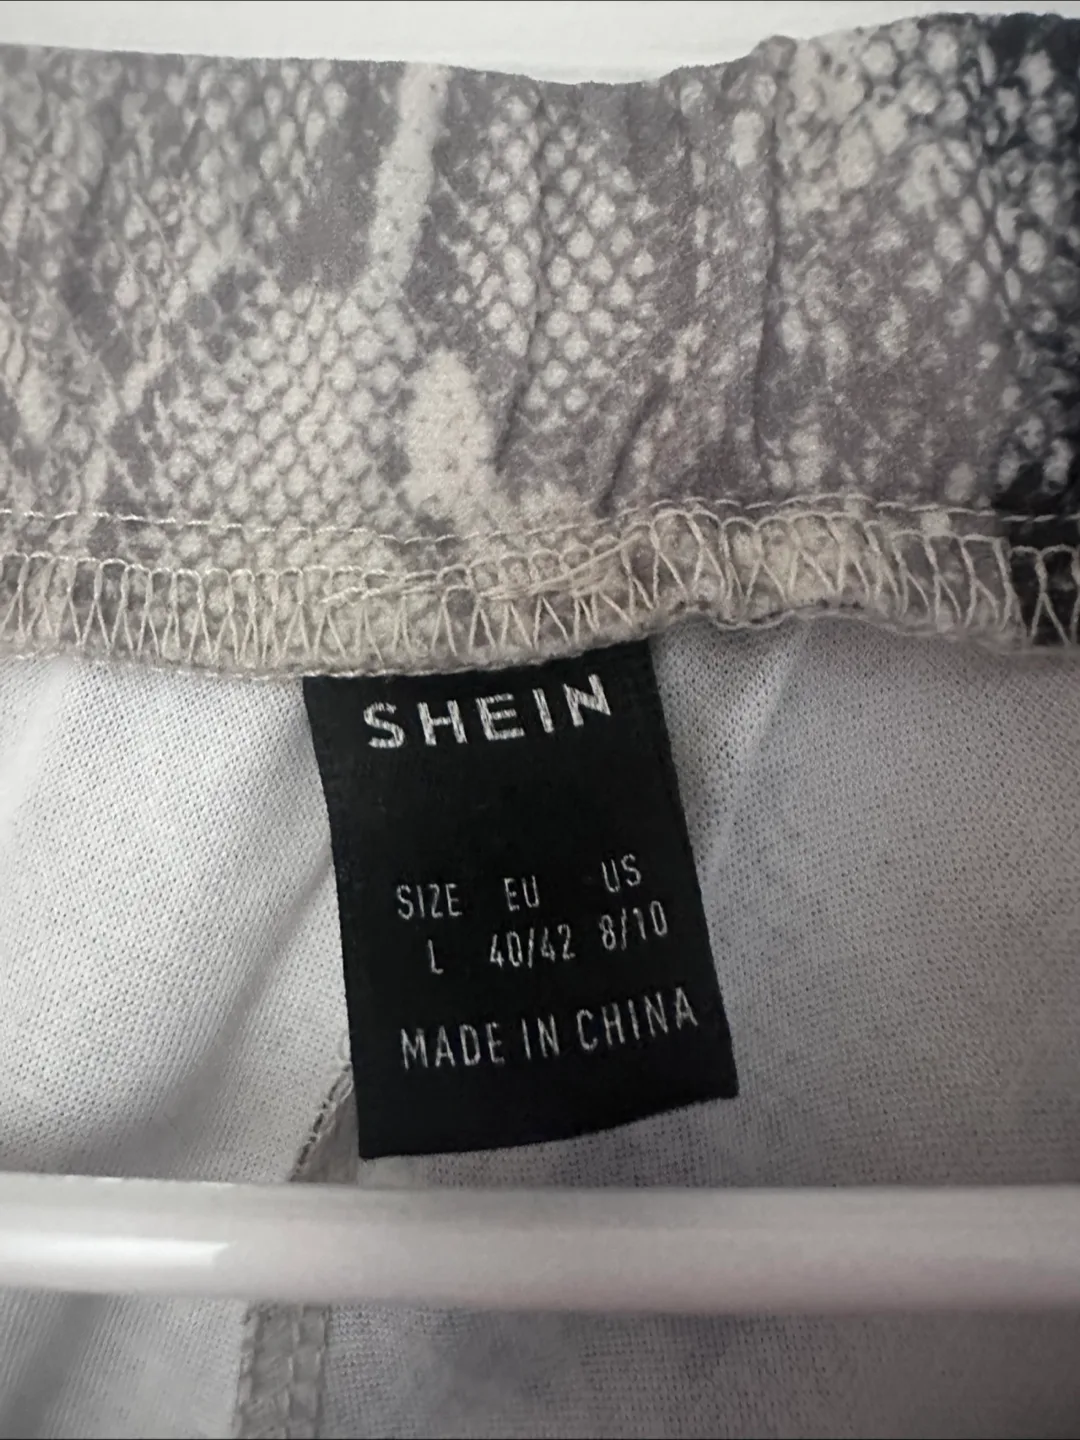 SHEIN
SIZE EU US
L 40/42 8/10
MADE IN CHINA